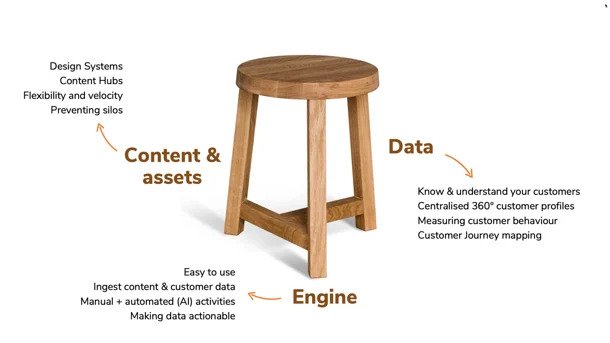 Design Systems
Content Hubs
Flexibility and velocity
Preventing silos
Content &
assets
Data
Know & understand your customers
Centralised 360° customer profiles
Measuring customer behaviour
Customer Journey mapping
Easy to use
Ingest content & customer data
Manual + automated (AI) activities
Making data actionable
Engine